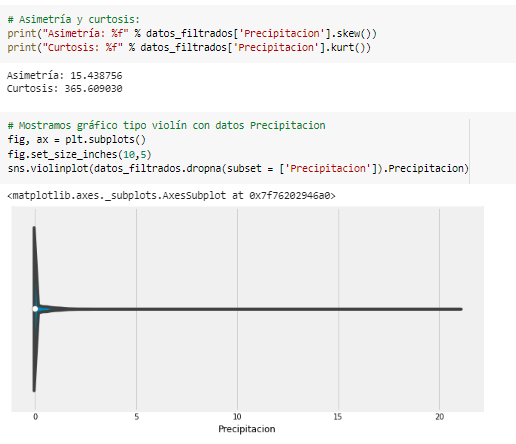 # Asimetría y curtosis:
print("Asimetría: %f" % datos_filtrados['Precipitacion'].skew())
print("Curtosis: %f" % datos_filtrados['Precipitacion'].kurt())
Asimetría: 15.438756
Curtosis: 365.609030
# Mostramos gráfico tipo violín con datos Precipitacion
fig, ax = plt.subplots()
fig.set_size_inches(10,5)
sns.violinplot(datos_filtrados.dropna(subset = ['Precipitacion']).Precipitacion)
<matplotlib.axes._subplots.AxesSubplot at 0x7f76202946a0>
0 5 10 15 20
Precipitacion